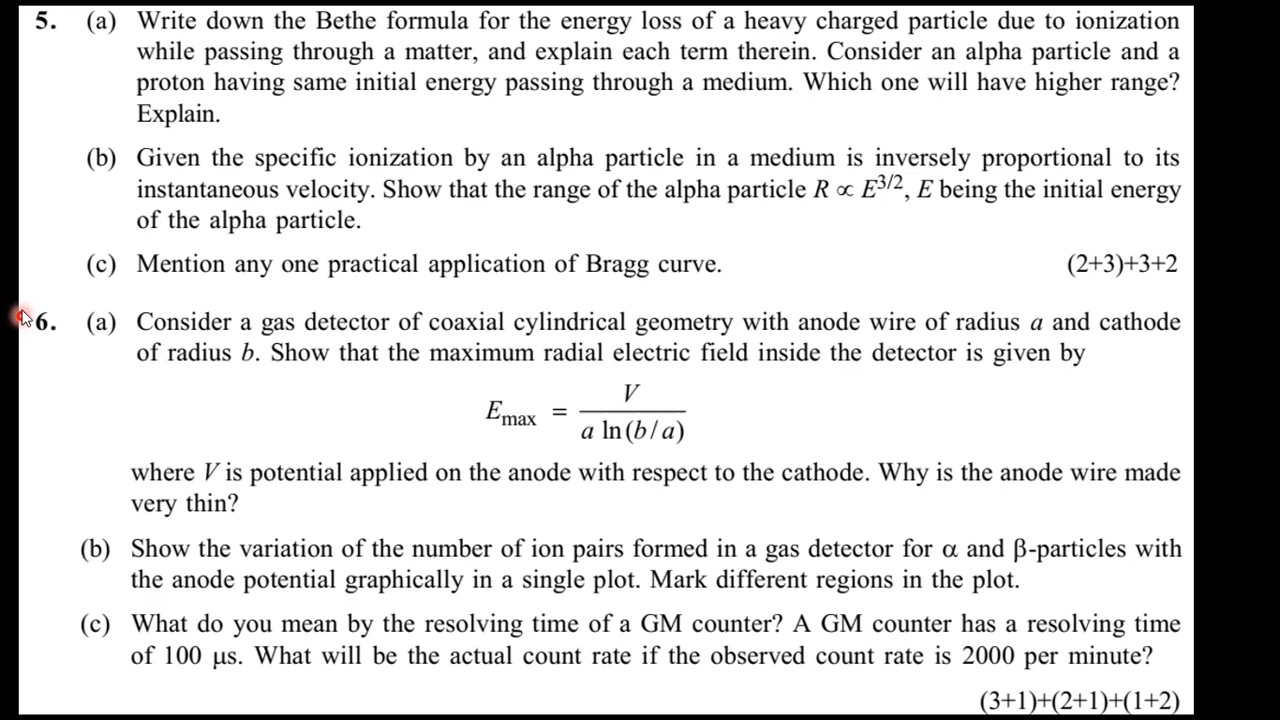 5. (a) Write down the Bethe formula for the energy loss of a heavy charged particle due to ionization
while passing through a matter, and explain each term therein. Consider an alpha particle and a
proton having same initial energy passing through a medium. Which one will have higher range?
Explain.
(b) Given the specific ionization by an alpha particle in a medium is inversely proportional to its
instantaneous velocity. Show that the range of the alpha particle R ∝ E^{3/2}, E being the initial energy
of the alpha particle.
(c) Mention any one practical application of Bragg curve. (2+3)+3+2
6. (a) Consider a gas detector of coaxial cylindrical geometry with anode wire of radius a and cathode
of radius b. Show that the maximum radial electric field inside the detector is given by
E_{max} = V / (a ln(b/a))
where V is potential applied on the anode with respect to the cathode. Why is the anode wire made
very thin?
(b) Show the variation of the number of ion pairs formed in a gas detector for α and β-particles with
the anode potential graphically in a single plot. Mark different regions in the plot.
(c) What do you mean by the resolving time of a GM counter? A GM counter has a resolving time
of 100 μs. What will be the actual count rate if the observed count rate is 2000 per minute?
(3+1)+(2+1)+(1+2)